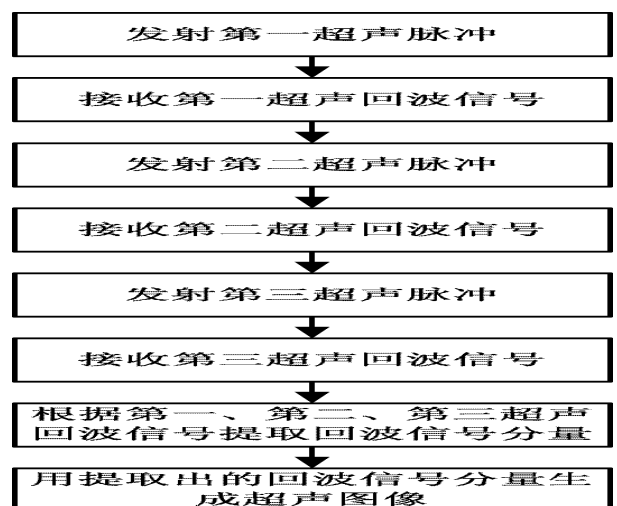 发射第一超声脉冲
接收第一超声回波信号
发射第二超声脉冲
接收第二超声回波信号
发射第三超声脉冲
接收第三超声回波信号
根据第一、第二、第三超声
回波信号提取回波信号分量
用提取出的回波信号分量生
成超声图像